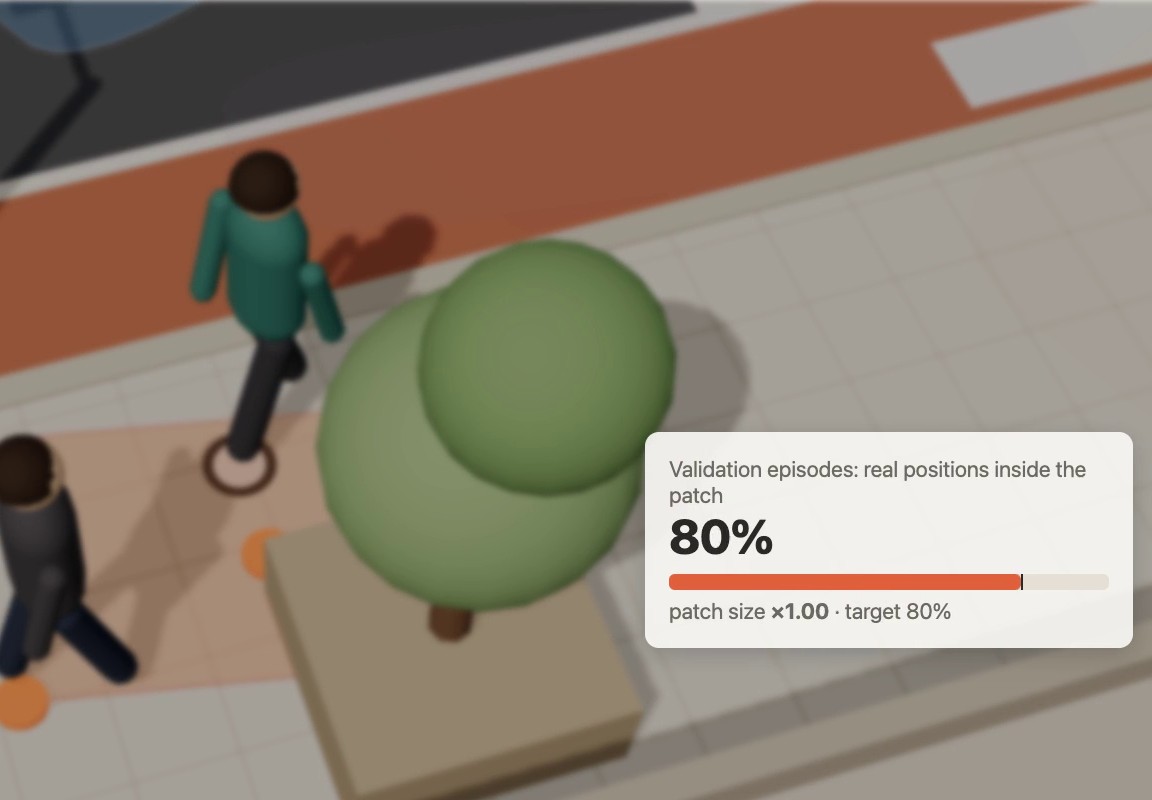 Validation episodes: real positions inside the
patch
80%
patch size ×1.00 · target 80%